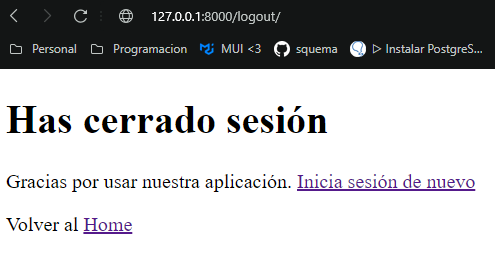 127.0.0.1:8000/logout/
Personal Programacion MUI <3 squema ▷ Instalar PostgreS...
Has cerrado sesión
Gracias por usar nuestra aplicación. Inicia sesión de nuevo
Volver al Home